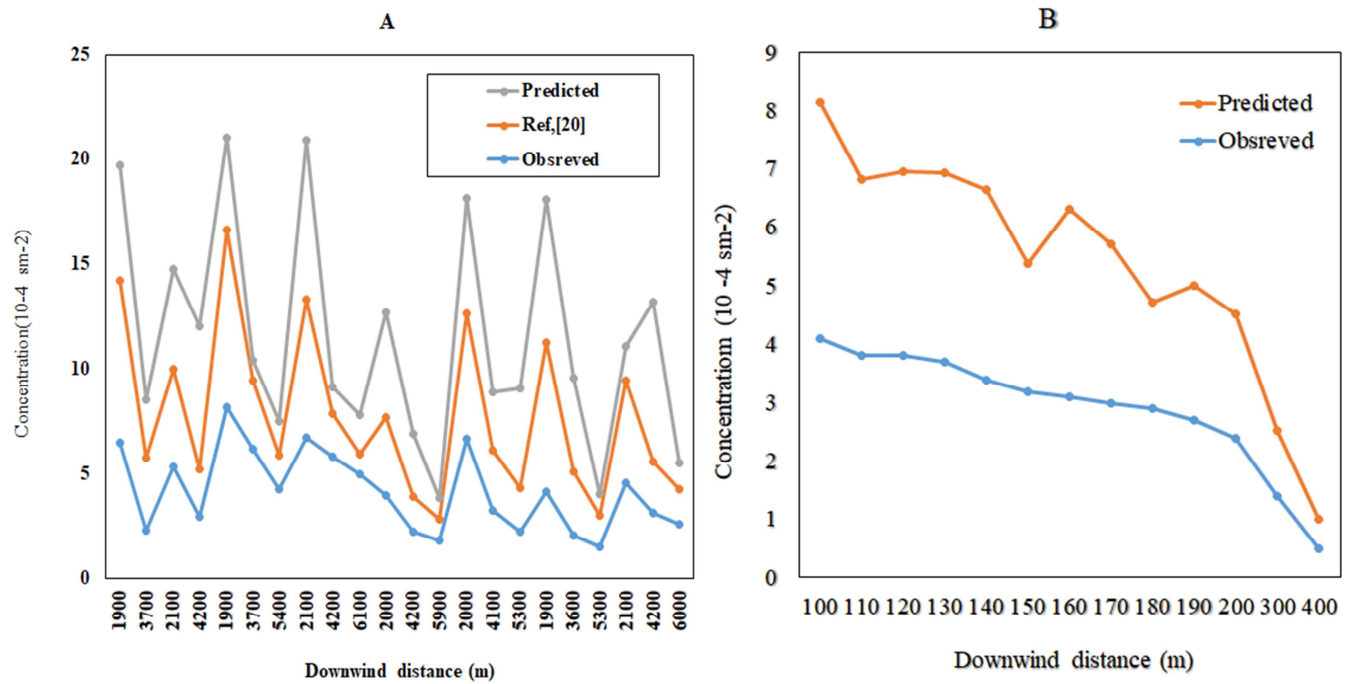 A
25
20
15
10
5
0
Concentration(10-4 sm-2)
Predicted
Ref,[20]
Obsreved
1900 3700 2100 4200 1900 3700 5400 2100 4200 6100 2000 4200 5900 2000 4100 5300 1900 3600 5300 2100 4200 6000
Downwind distance (m)
B
9
8
7
6
5
4
3
2
1
0
Concentration (10 -4 sm-2)
Predicted
Obsreved
100 110 120 130 140 150 160 170 180 190 200 300 400
Downwind distance (m)